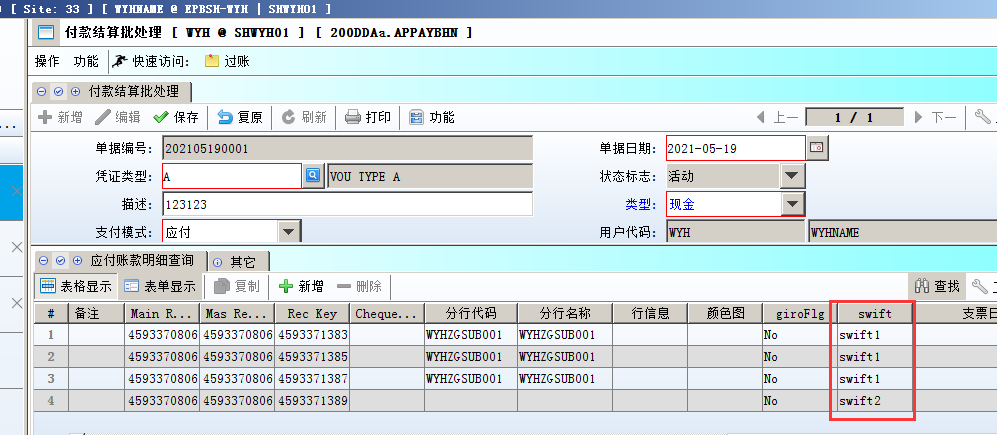 [ Site: 33 ] [ WYHNAME @ EPBSH-WYH | SHWYH01 ]
付款结算批处理 [ WYH @ SHWYH01 ] [ 200DDAa.APPAYBHN ]
操作 功能 快速访问: 过账
付款结算批处理
新增 编辑 保存 复原 刷新 打印 功能 上一 1 / 1 下一
单据编号: 202105190001 单据日期: 2021-05-19
凭证类型: A VOU TYPE A 状态标志: 活动
描述: 123123 类型: 现金
支付模式: 应付 用户代码: WYH WYHNAME
应付账款明细查询 其它
表格显示 表单显示 复制 新增 删除 查找
# 备注 Main R... Mas Re... Rec Key Cheque... 分行代码 分行名称 行信息 颜色图 giroFlg swift 支票日
1 4593370806 4593370806 4593371383 WYHZGSUB001 WYHZGSUB001 No swift1
2 4593370806 4593370806 4593371385 WYHZGSUB001 WYHZGSUB001 No swift1
3 4593370806 4593370806 4593371387 WYHZGSUB001 WYHZGSUB001 No swift1
4 4593370806 4593370806 4593371389 No swift2